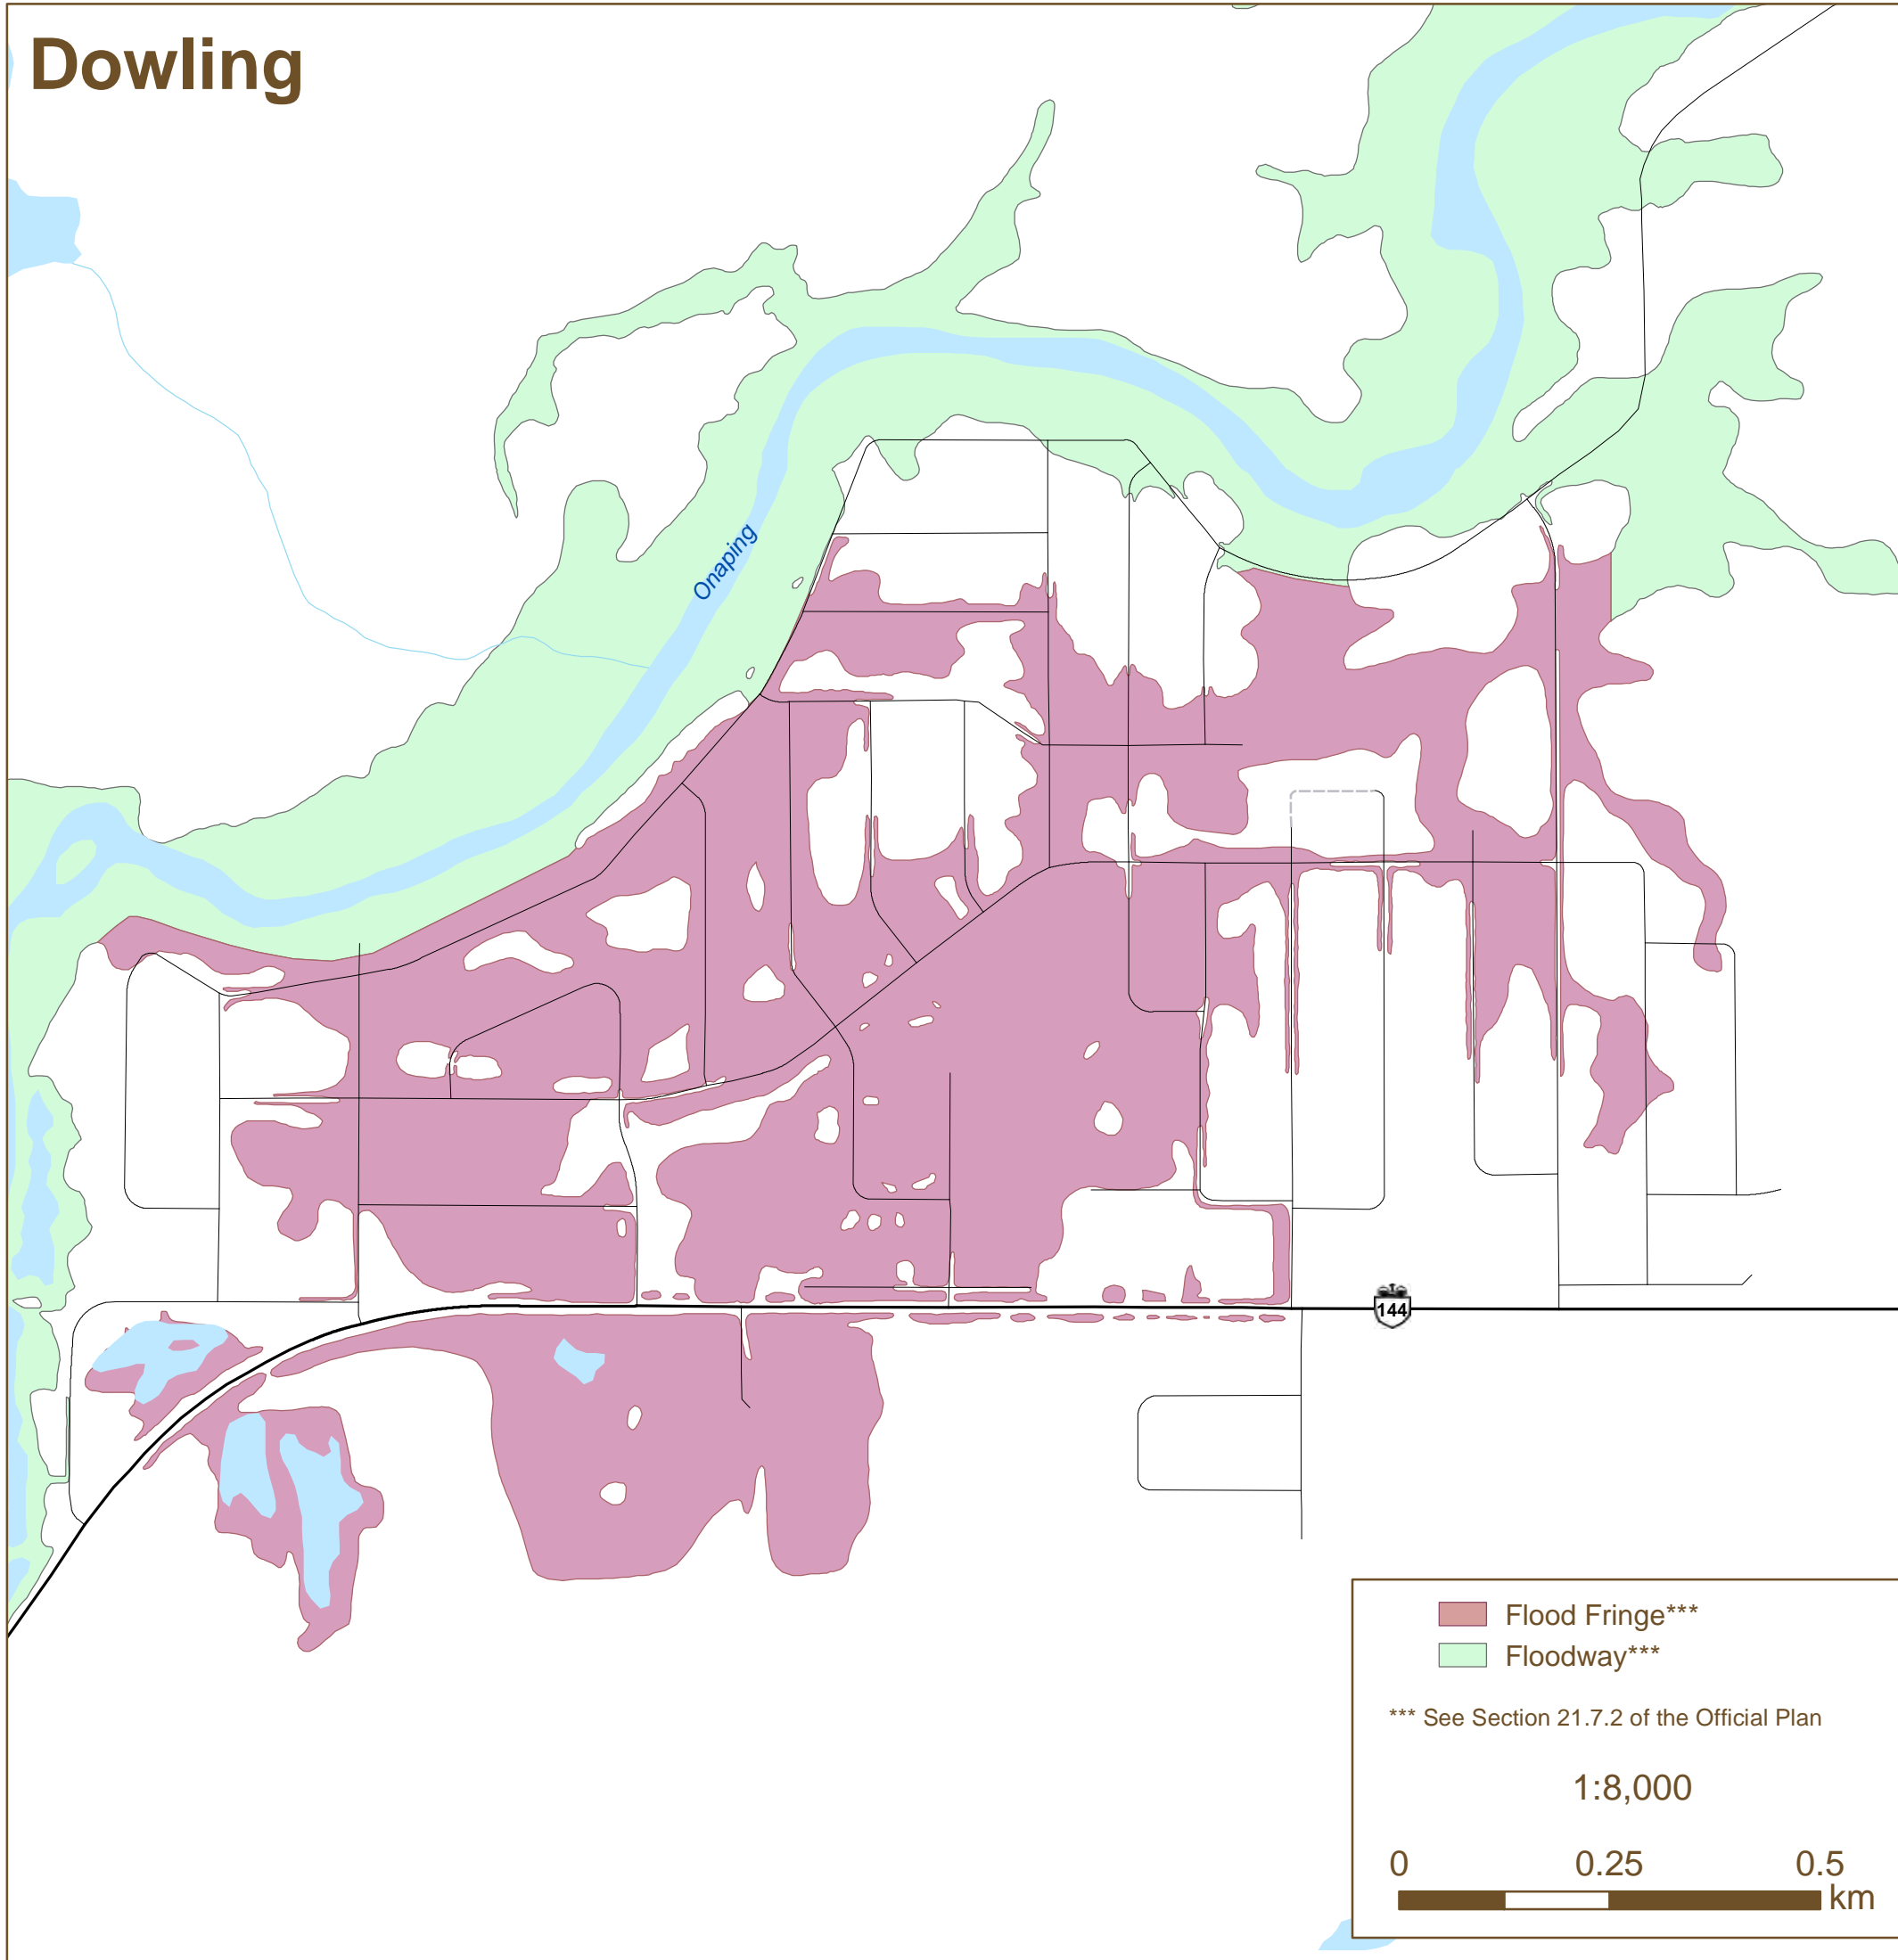 Dowling
Onaping
144
Flood Fringe***
Floodway***
*** See Section 21.7.2 of the Official Plan
1:8,000
0 0.25 0.5
km